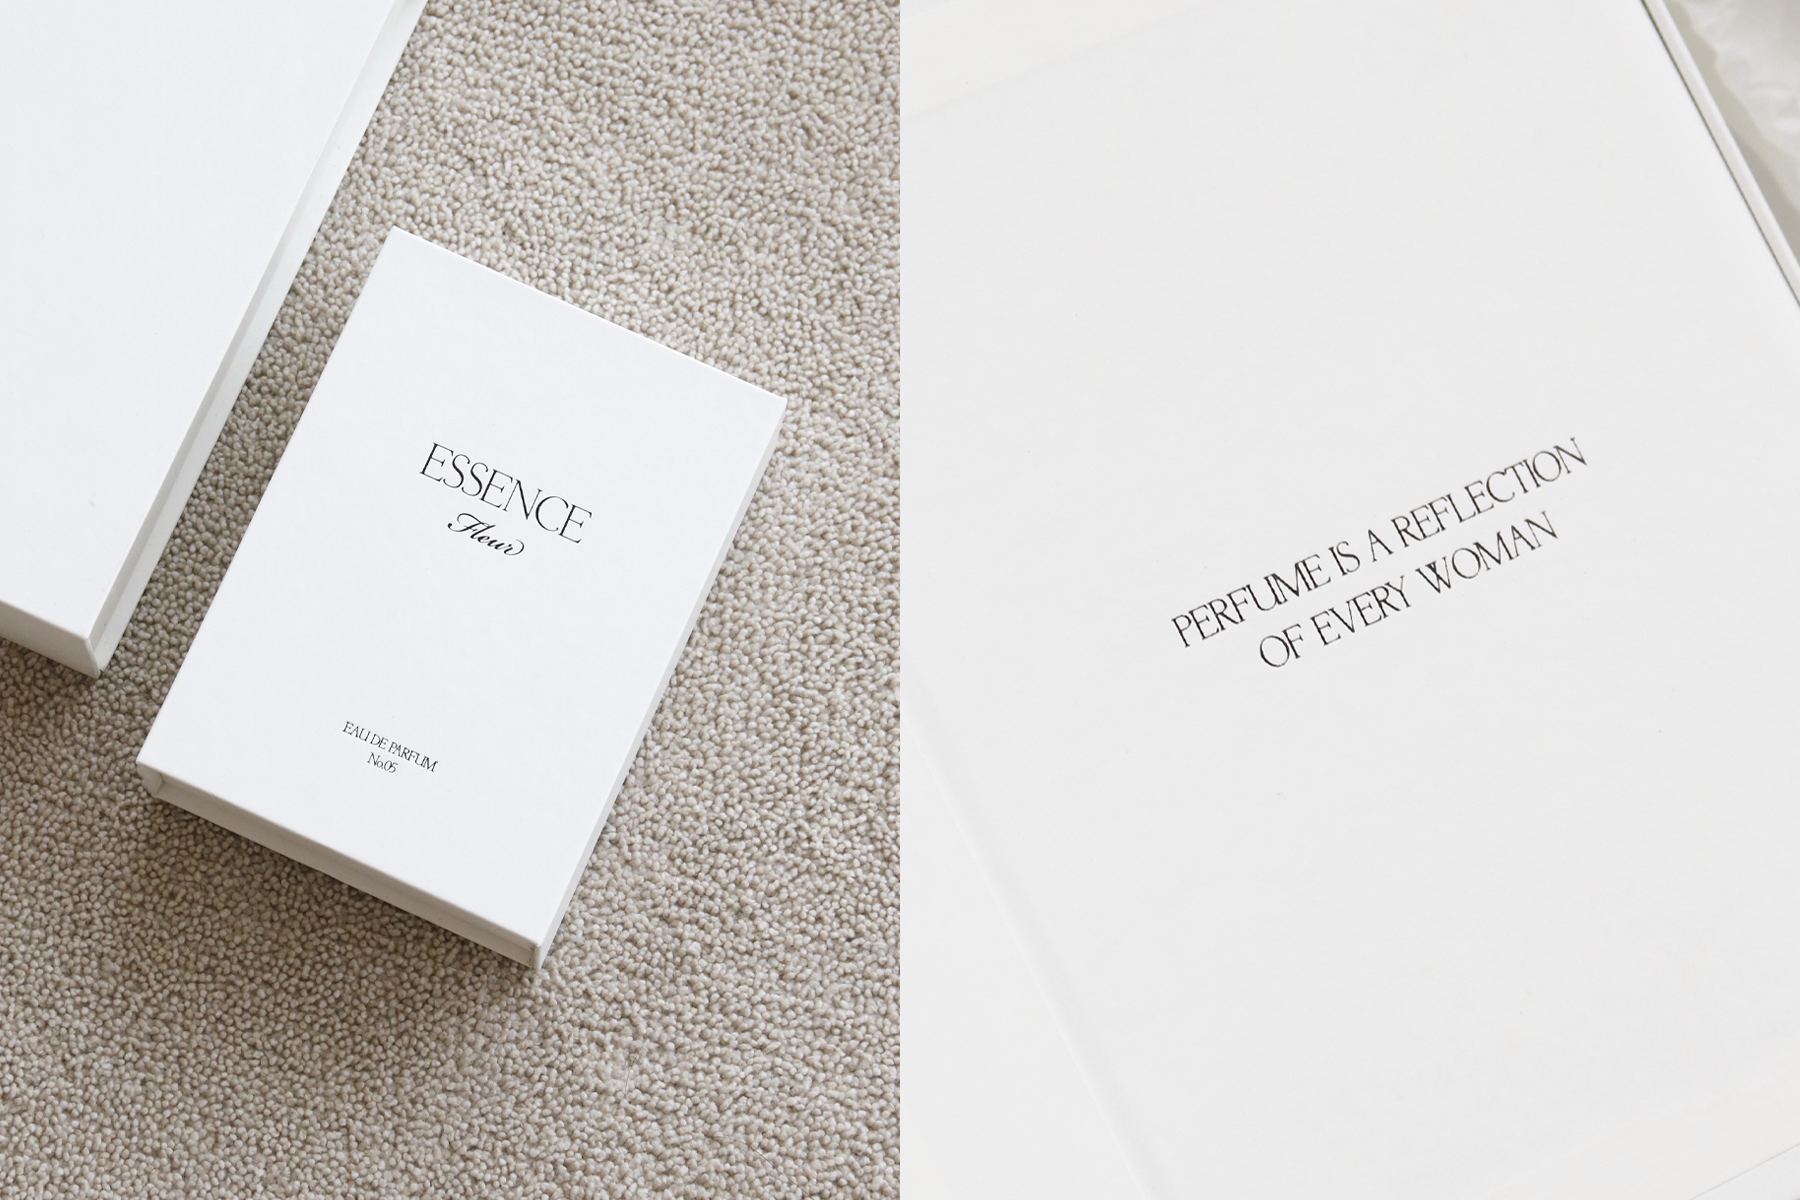 ESSENCE
Fleur
EAU DE PARFUM
No.05
PERFUME IS A REFLECTION
OF EVERY WOMAN